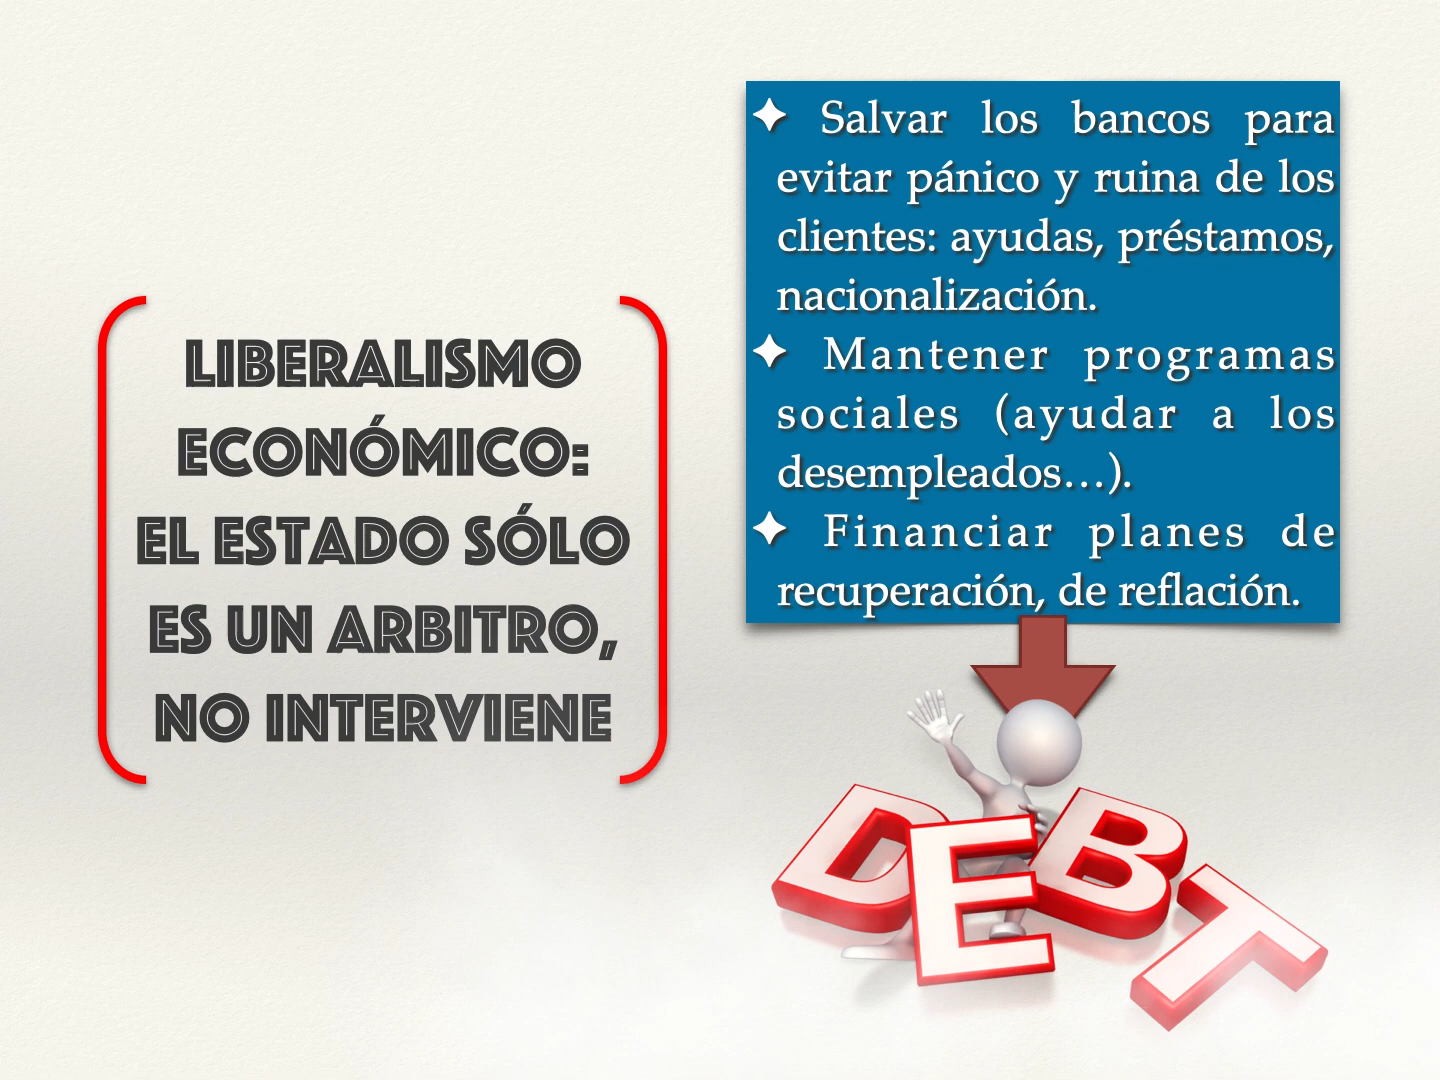 LIBERALISMO
ECONÓMICO:
EL ESTADO SÓLO
ES UN ARBITRO,
NO INTERVIENE
✦ Salvar los bancos para
evitar pánico y ruina de los
clientes: ayudas, préstamos,
nacionalización.
✦ Mantener programas
sociales (ayudar a los
desempleados…).
✦ Financiar planes de
recuperación, de reflación.
DEBT